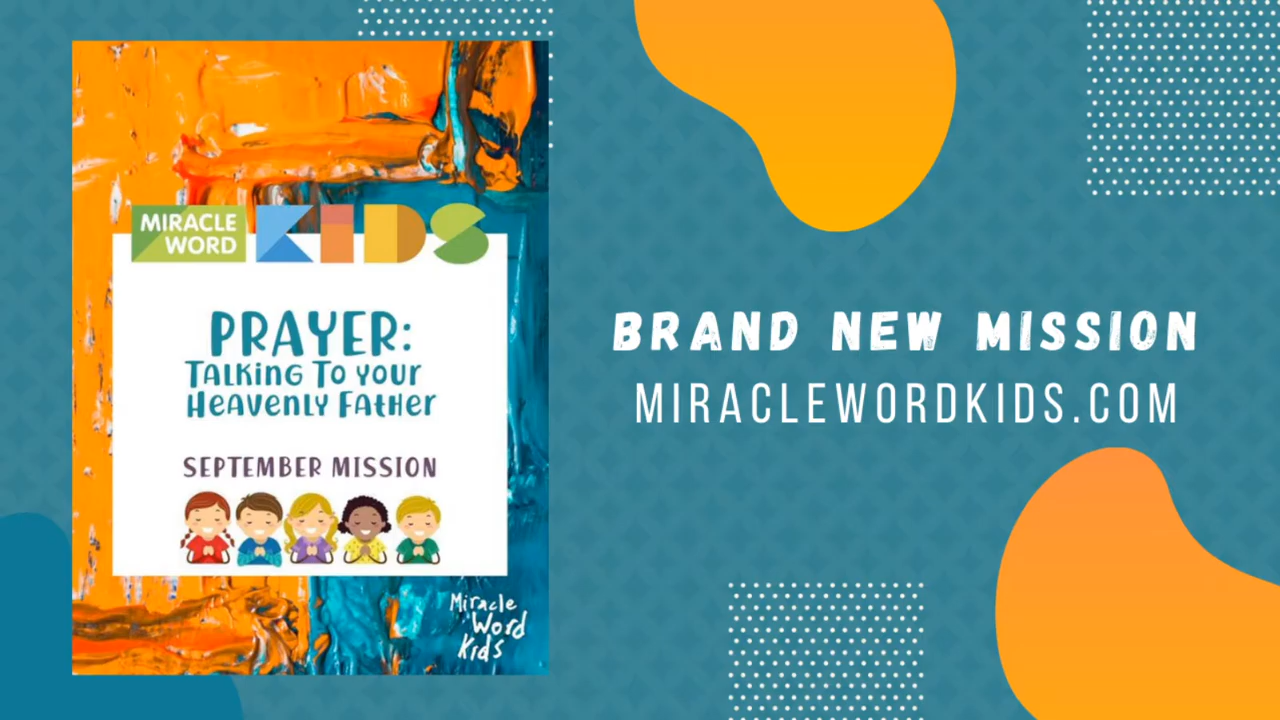 MIRACLE
WORD
KIDS
PRAYER:
TALKING TO YOUR
HEAVENLY FATHER
SEPTEMBER MISSION
Miracle
Word
Kids
BRAND NEW MISSION
MIRACLEWORDKIDS.COM